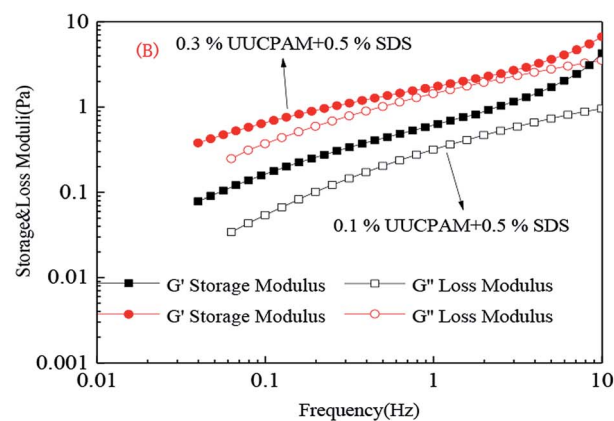 10
(B)
0.3 % UUCPAM+0.5 % SDS
1
Storage&Loss Moduli(Pa)
0.1
0.1 % UUCPAM+0.5 % SDS
0.01
G' Storage Modulus
G" Loss Modulus
G' Storage Modulus
G" Loss Modulus
0.001
0.01
0.1
1
10
Frequency(Hz)